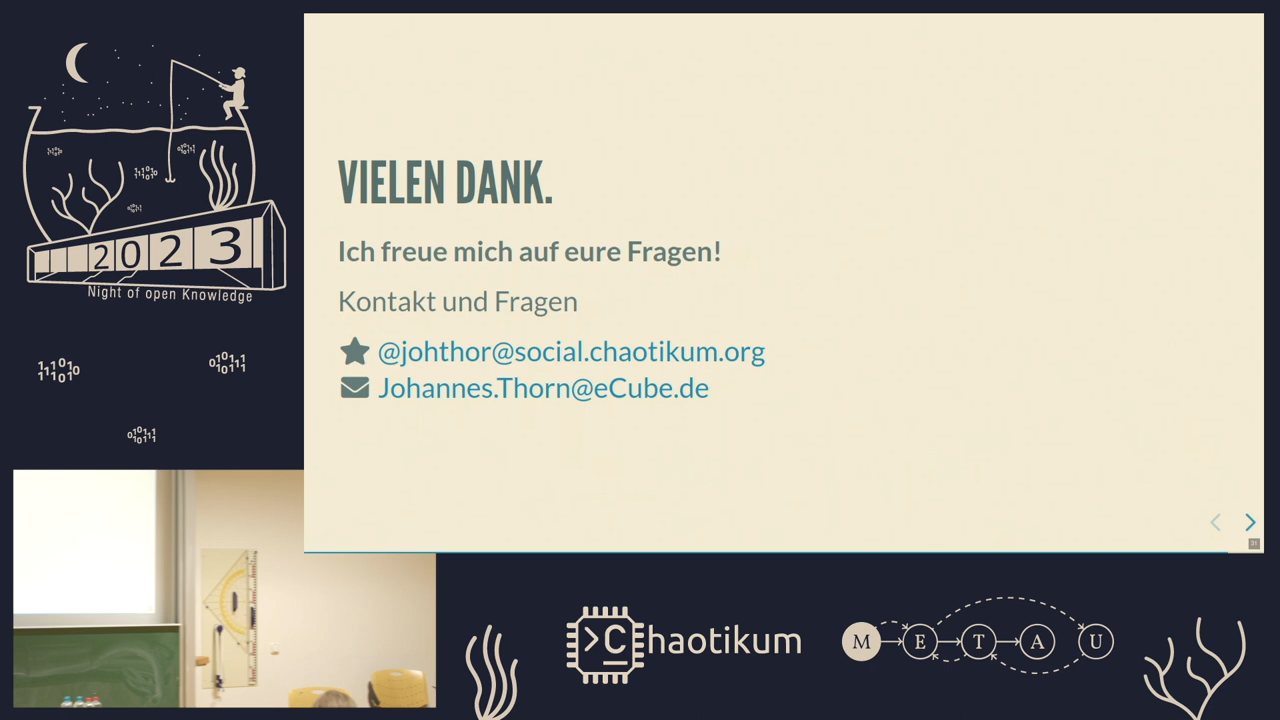 2023
Night of open Knowledge
VIELEN DANK.
Ich freue mich auf eure Fragen!
Kontakt und Fragen
@johthor@social.chaotikum.org
Johannes.Thorn@eCube.de
31
>Chaotikum
M E T A U